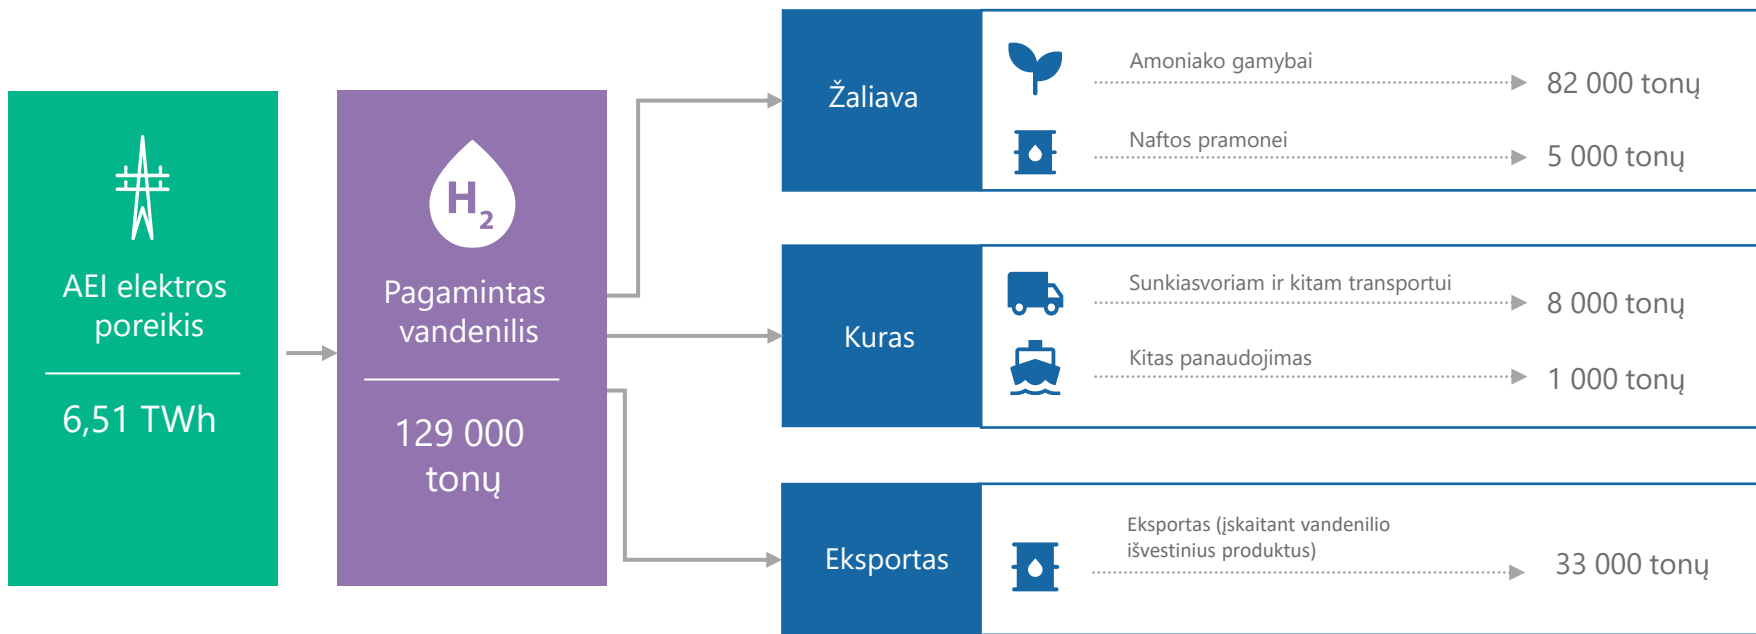 AEI elektros
poreikis
6,51 TWh
H2
Pagamintas
vandenilis
129 000
tonų
Žaliava
Amoniako gamybai
82 000 tonų
Naftos pramonei
5 000 tonų
Kuras
Sunkiasvoriam ir kitam transportui
8 000 tonų
Kitas panaudojimas
1 000 tonų
Eksportas
Eksportas (įskaitant vandenilio
išvestinius produktus)
33 000 tonų